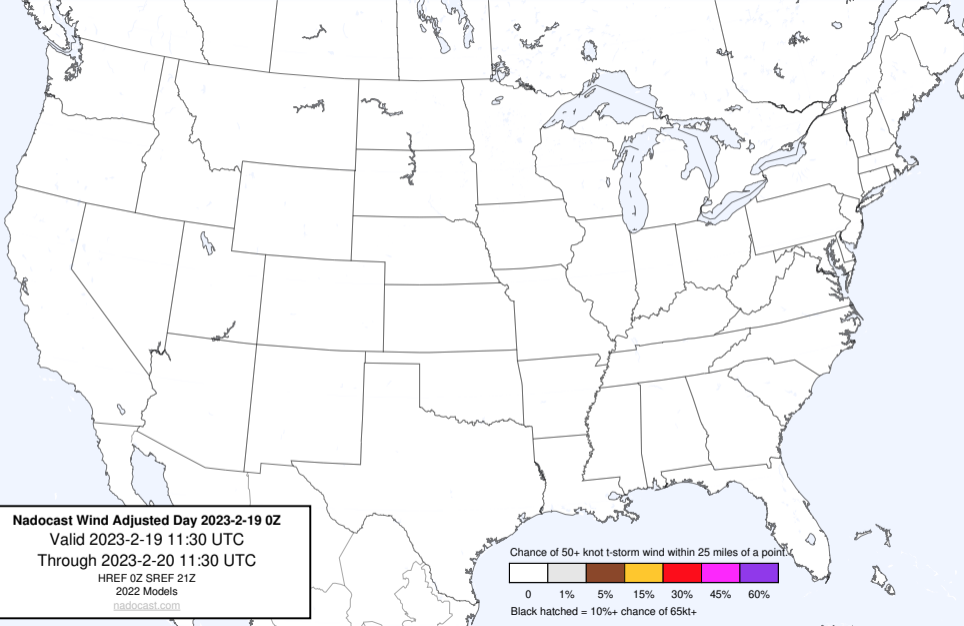 Nadocast Wind Adjusted Day 2023-2-19 0Z
Valid 2023-2-19 11:30 UTC
Through 2023-2-20 11:30 UTC
HREF 0Z SREF 21Z
2022 Models
nadocast.com
Chance of 50+ knot t-storm wind within 25 miles of a point.
0 1% 5% 15% 30% 45% 60%
Black hatched = 10%+ chance of 65kt+